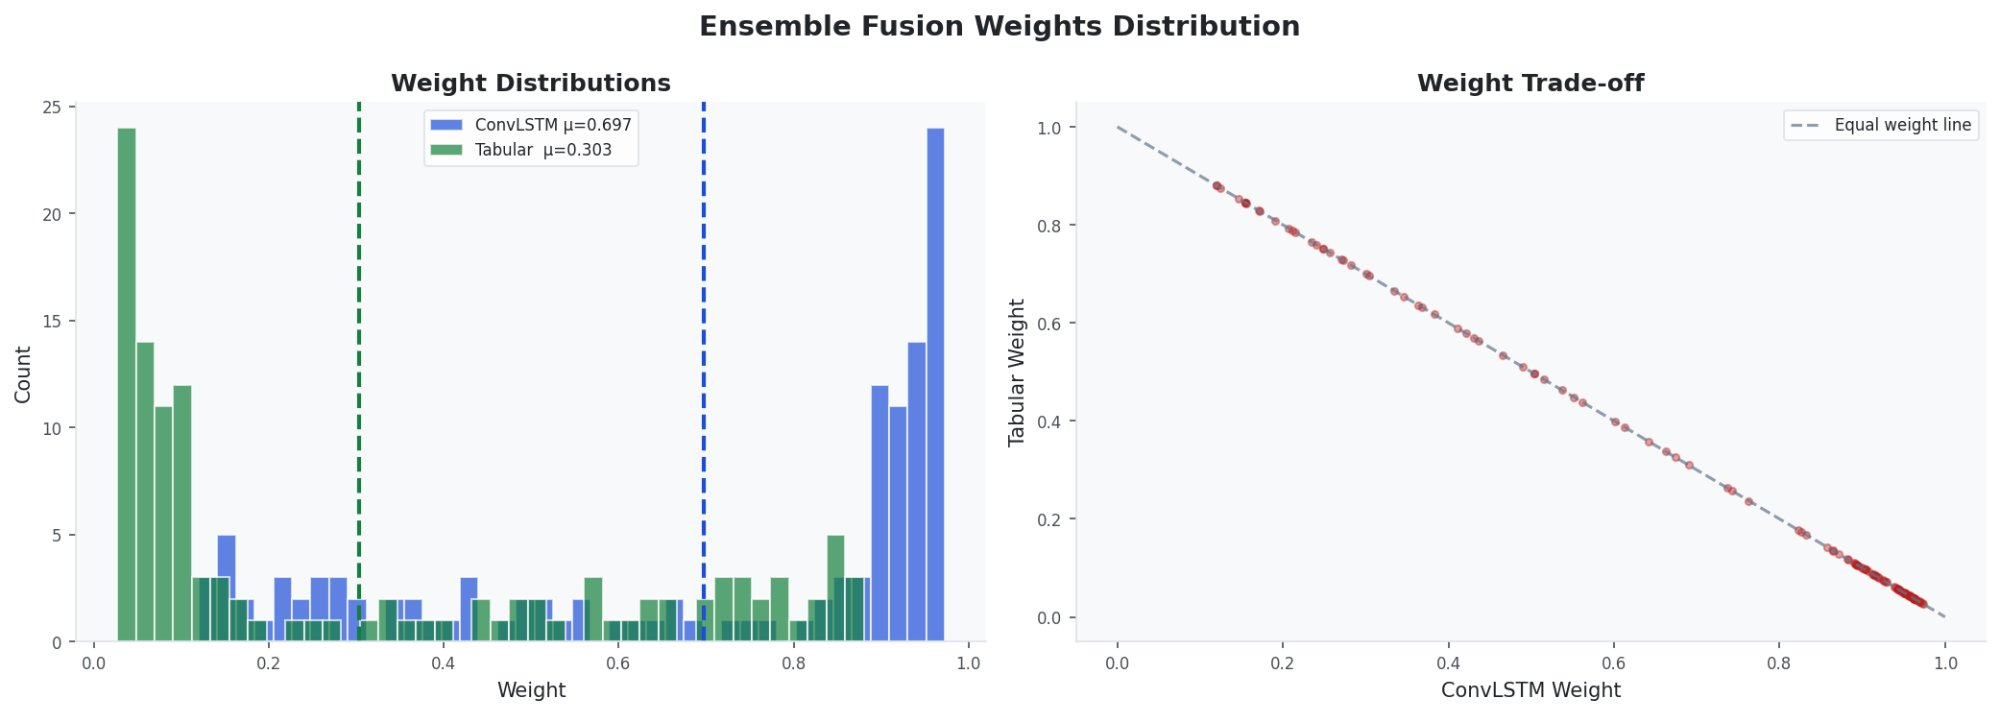 Ensemble Fusion Weights Distribution
Weight Distributions
ConvLSTM μ=0.697
Tabular  μ=0.303
Count
25
20
15
10
5
0
0.0 0.2 0.4 0.6 0.8 1.0
Weight
Weight Trade-off
Equal weight line
Tabular Weight
1.0
0.8
0.6
0.4
0.2
0.0
0.0 0.2 0.4 0.6 0.8 1.0
ConvLSTM Weight